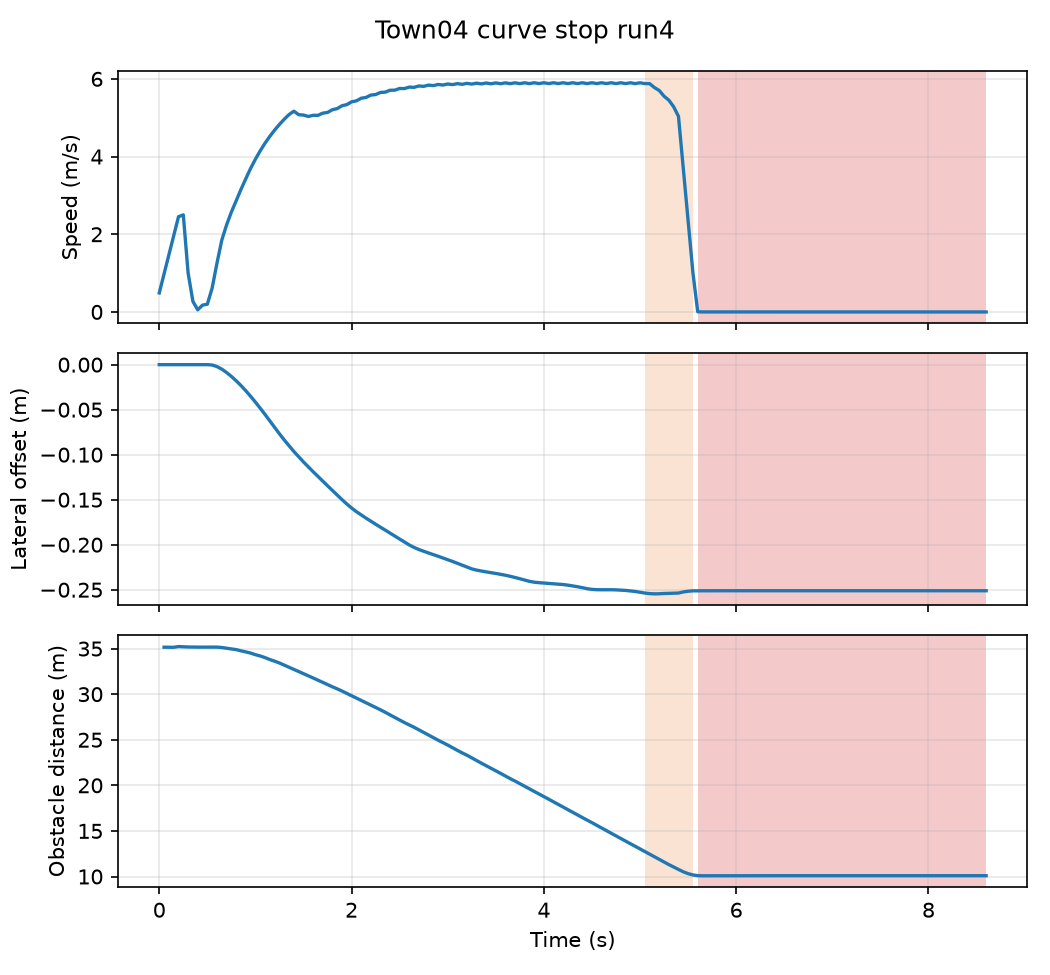 Town04 curve stop run4
Speed (m/s)
6
4
2
0
Lateral offset (m)
0.00
−0.05
−0.10
−0.15
−0.20
−0.25
Obstacle distance (m)
35
30
25
20
15
10
0 2 4 6 8
Time (s)